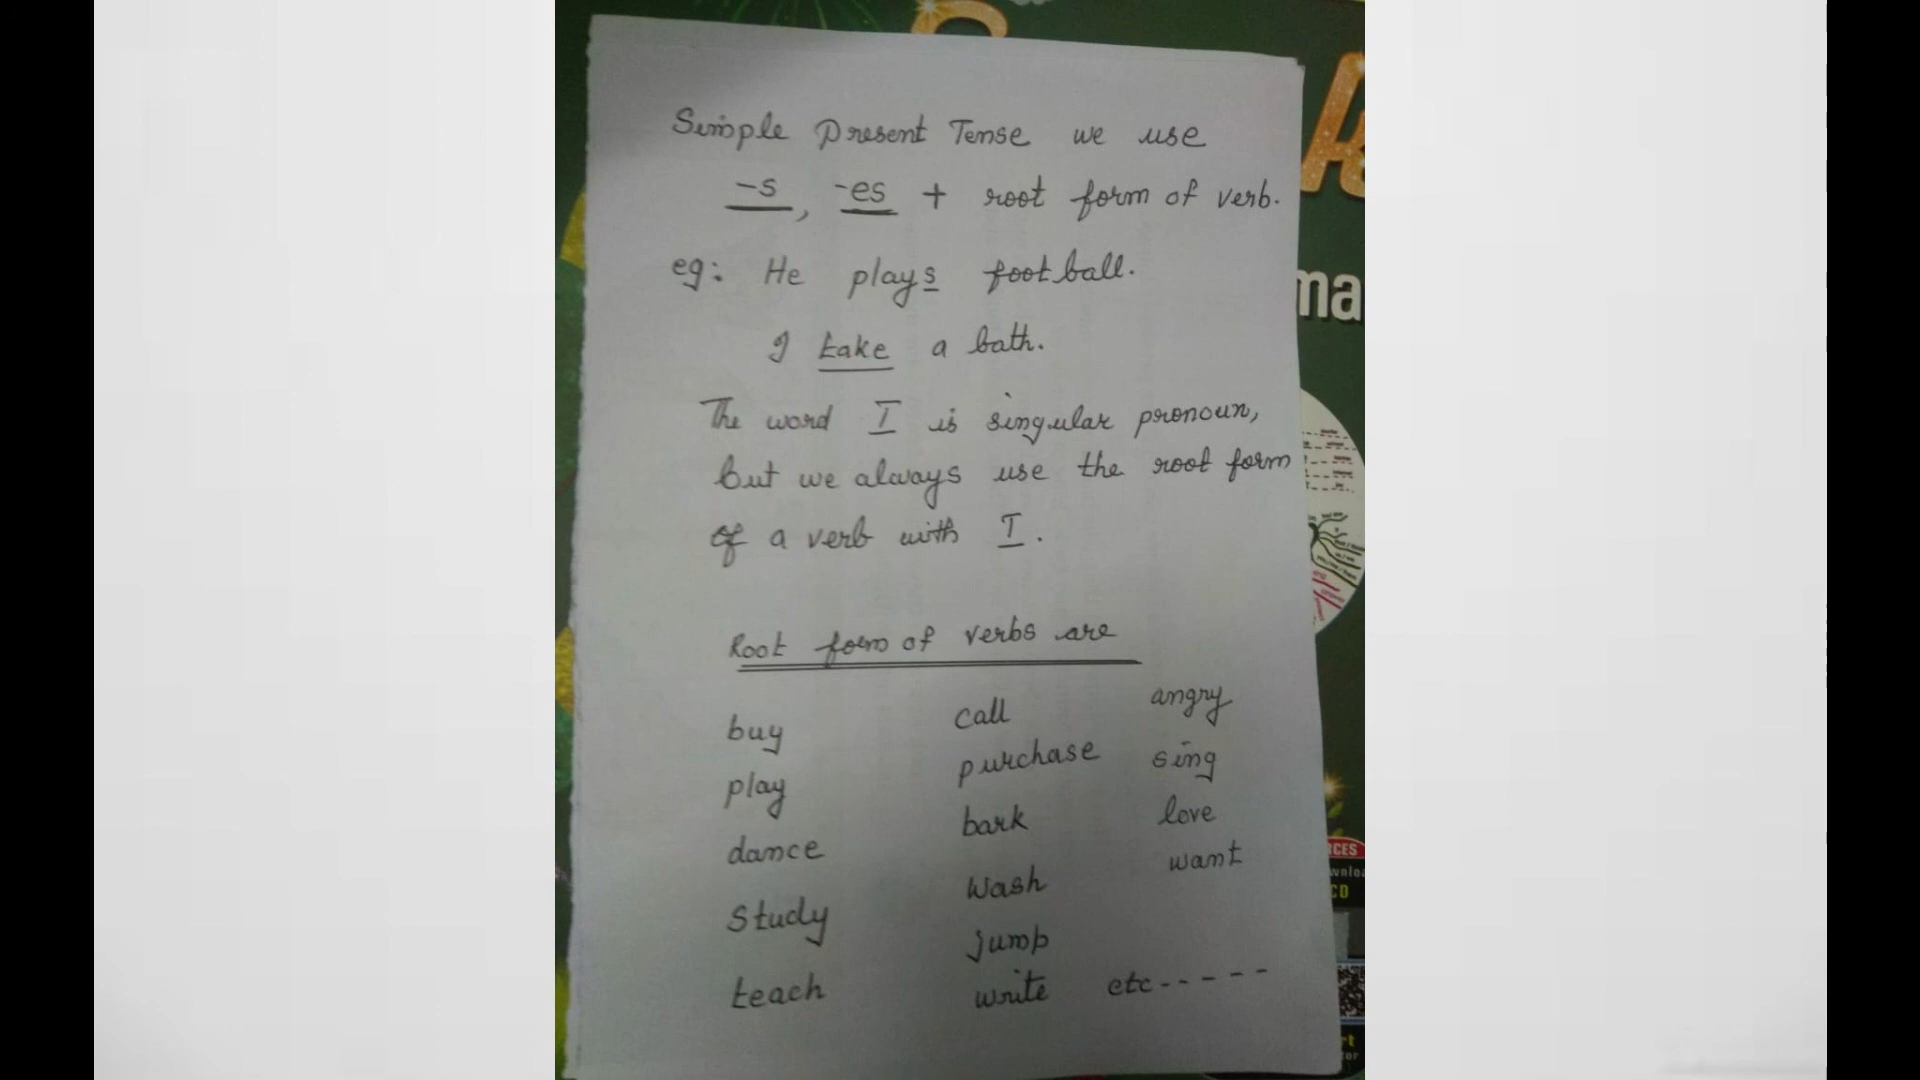 Simple Present Tense we use
-s, -es + root form of verb.
eg: He plays football.
I take a bath.
The word I is singular pronoun,
but we always use the root form
of a verb with I.
Root form of verbs are
buy call angry
play purchase sing
dance bark love
study wash want
teach jump
write etc-----
ma
CD